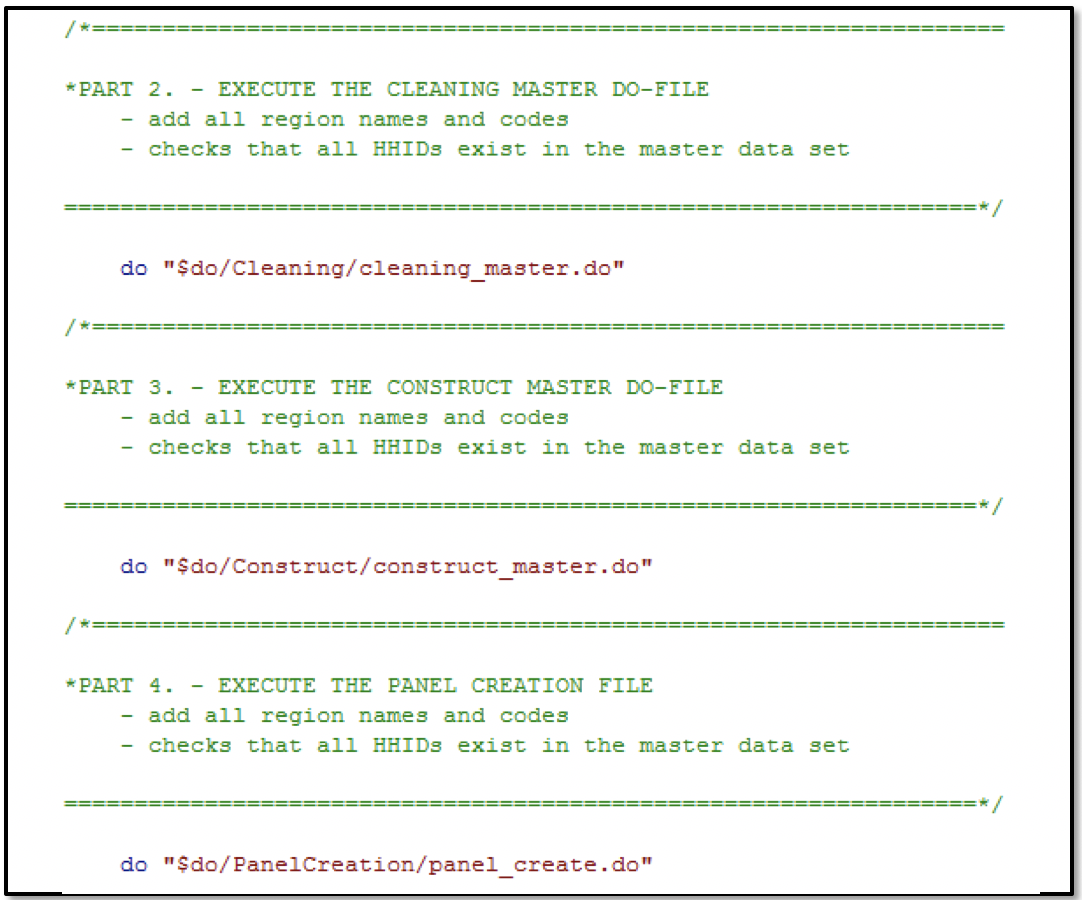 /*=================================================================
*PART 2. - EXECUTE THE CLEANING MASTER DO-FILE
- add all region names and codes
- checks that all HHIDs exist in the master data set
=================================================================*/
do "$do/Cleaning/cleaning_master.do"
/*=================================================================
*PART 3. - EXECUTE THE CONSTRUCT MASTER DO-FILE
- add all region names and codes
- checks that all HHIDs exist in the master data set
=================================================================*/
do "$do/Construct/construct_master.do"
/*=================================================================
*PART 4. - EXECUTE THE PANEL CREATION FILE
- add all region names and codes
- checks that all HHIDs exist in the master data set
=================================================================*/
do "$do/PanelCreation/panel_create.do"